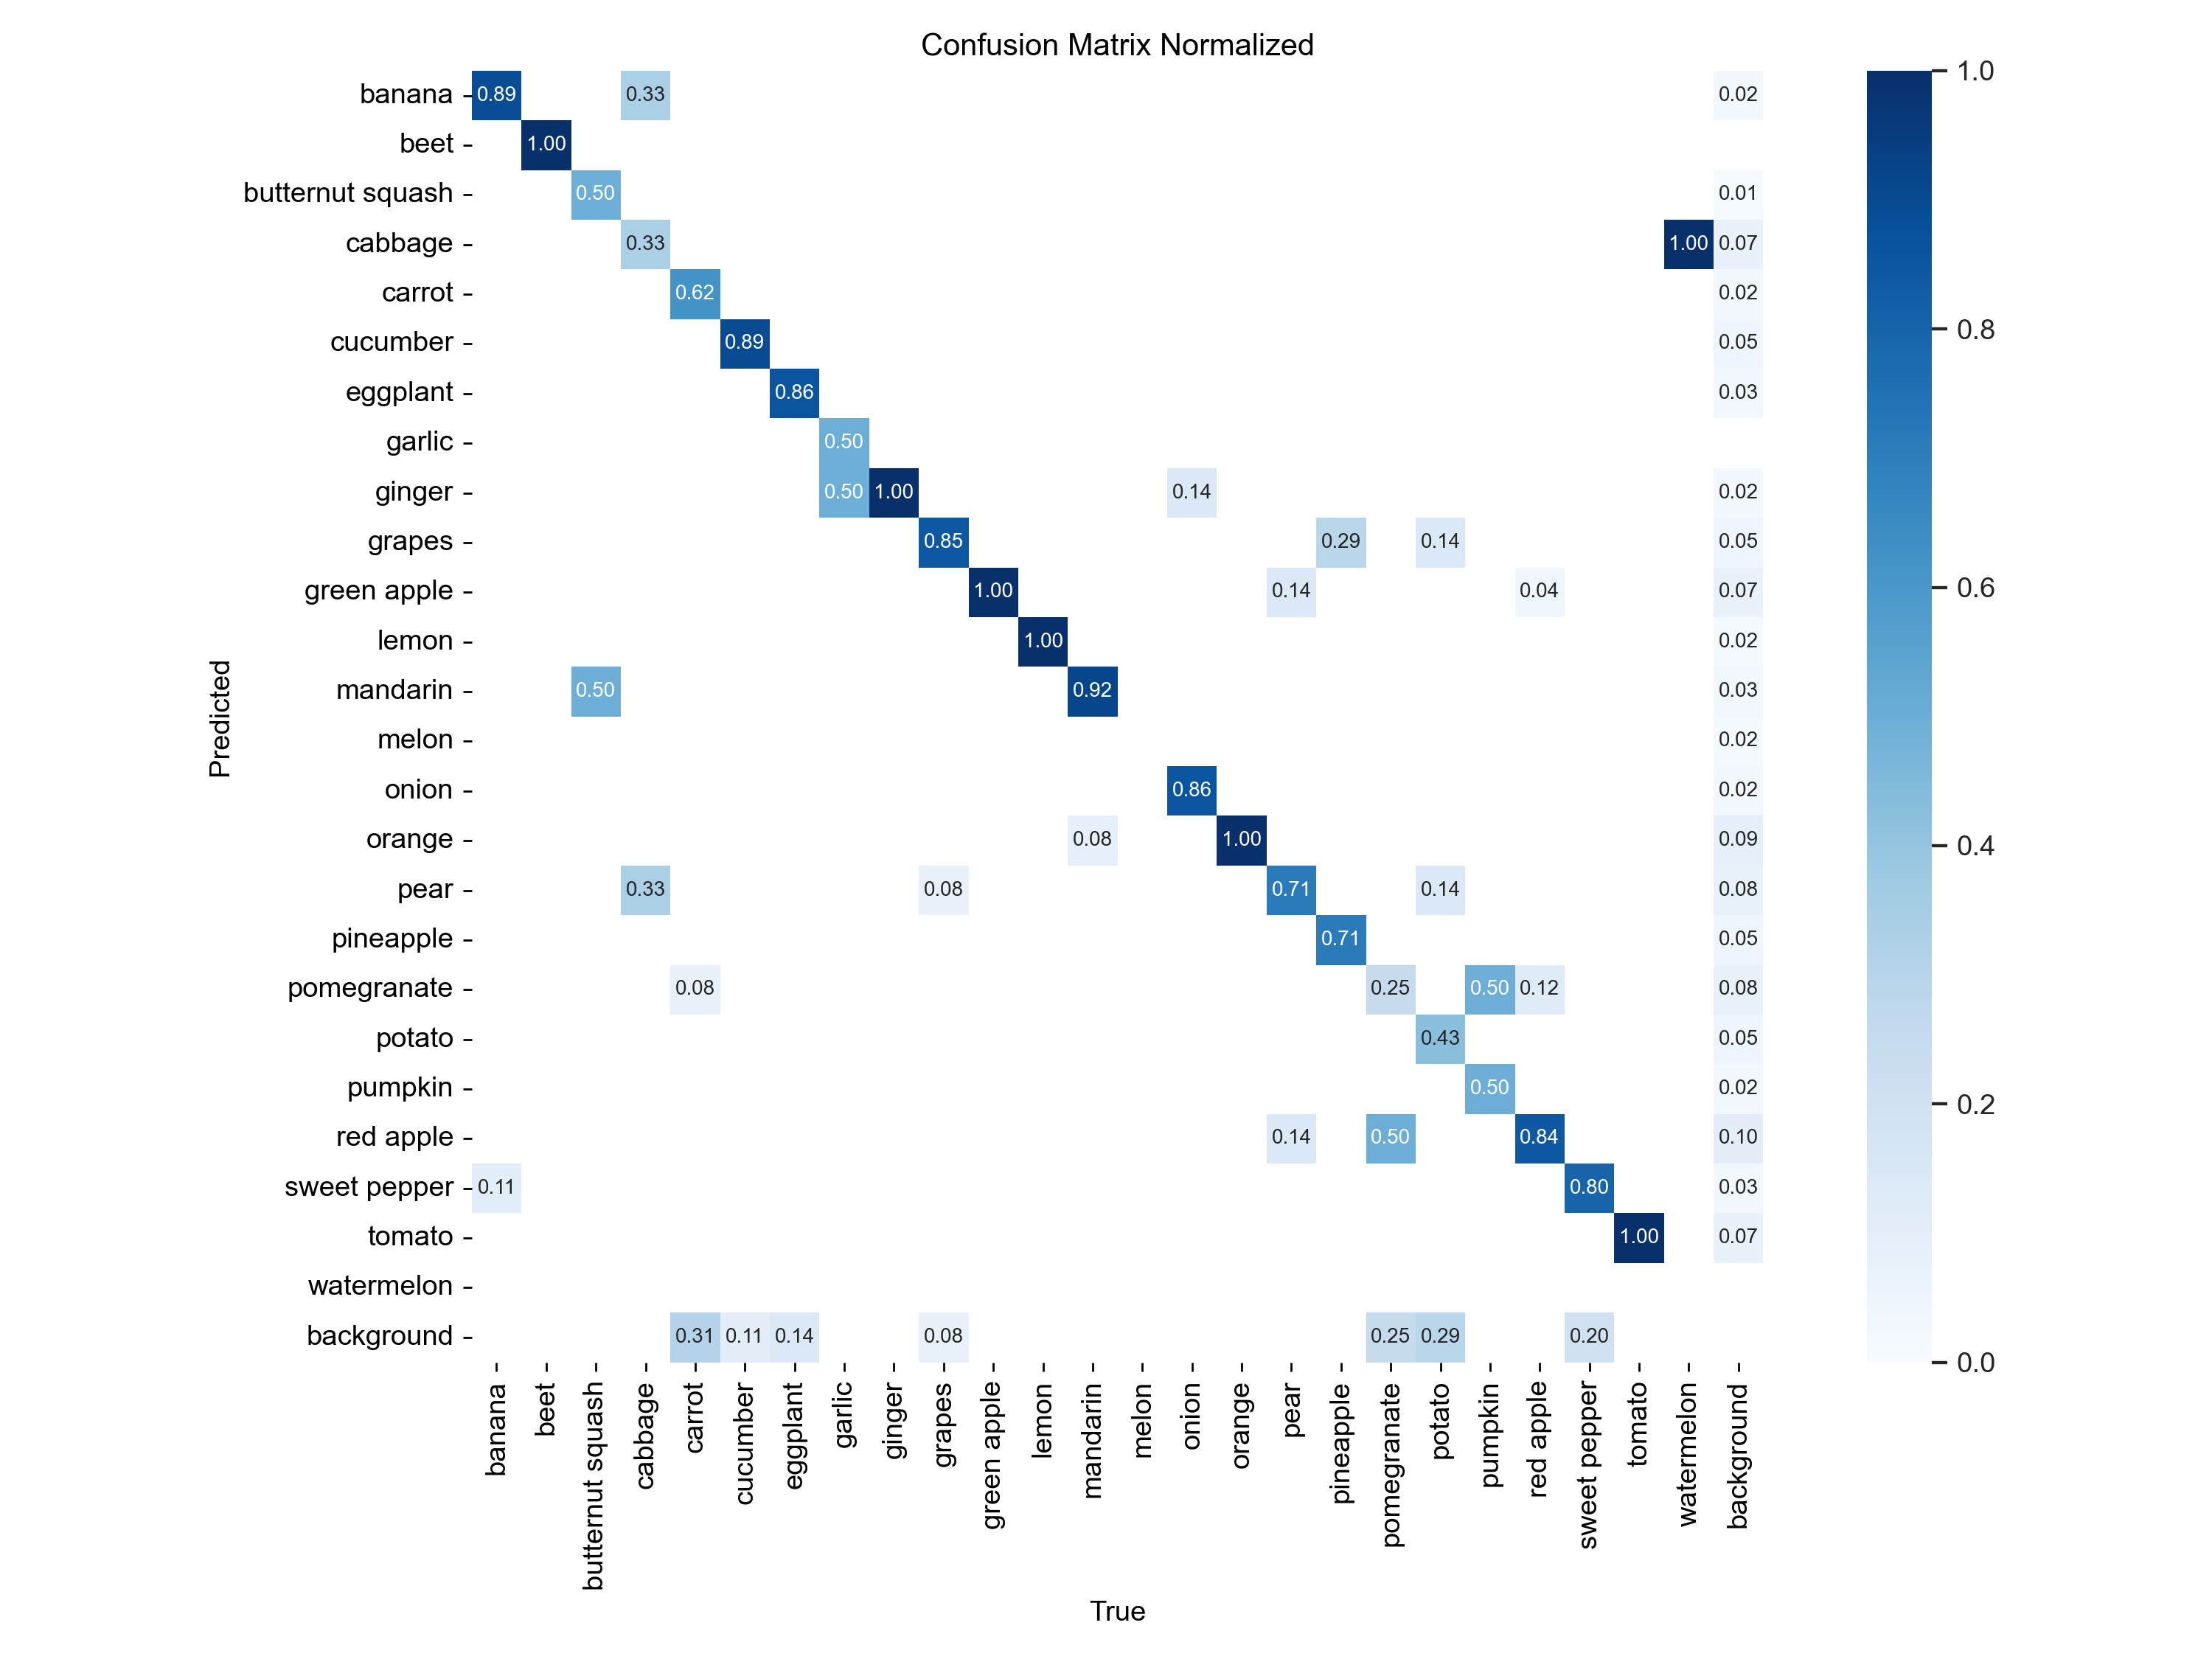 Confusion Matrix Normalized
banana 0.89 0.33 0.02
beet 1.00
butternut squash 0.50 0.01
cabbage 0.33 1.00 0.07
carrot 0.62 0.02
cucumber 0.89 0.05
eggplant 0.86 0.03
garlic 0.50
ginger 0.50 1.00 0.14 0.02
grapes 0.85 0.29 0.14 0.05
green apple 1.00 0.14 0.04 0.07
lemon 1.00 0.02
mandarin 0.50 0.92 0.03
melon 0.02
onion 0.86 0.02
orange 0.08 1.00 0.09
pear 0.33 0.08 0.71 0.14 0.08
pineapple 0.71 0.05
pomegranate 0.08 0.25 0.50 0.12 0.08
potato 0.43 0.05
pumpkin 0.50 0.02
red apple 0.14 0.50 0.84 0.10
sweet pepper 0.11 0.80 0.03
tomato 1.00 0.07
watermelon
background 0.31 0.11 0.14 0.08 0.25 0.29 0.20
Predicted
banana
beet
butternut squash
cabbage
carrot
cucumber
eggplant
garlic
ginger
grapes
green apple
lemon
mandarin
melon
onion
orange
pear
pineapple
pomegranate
potato
pumpkin
red apple
sweet pepper
tomato
watermelon
background
True
1.0
0.8
0.6
0.4
0.2
0.0